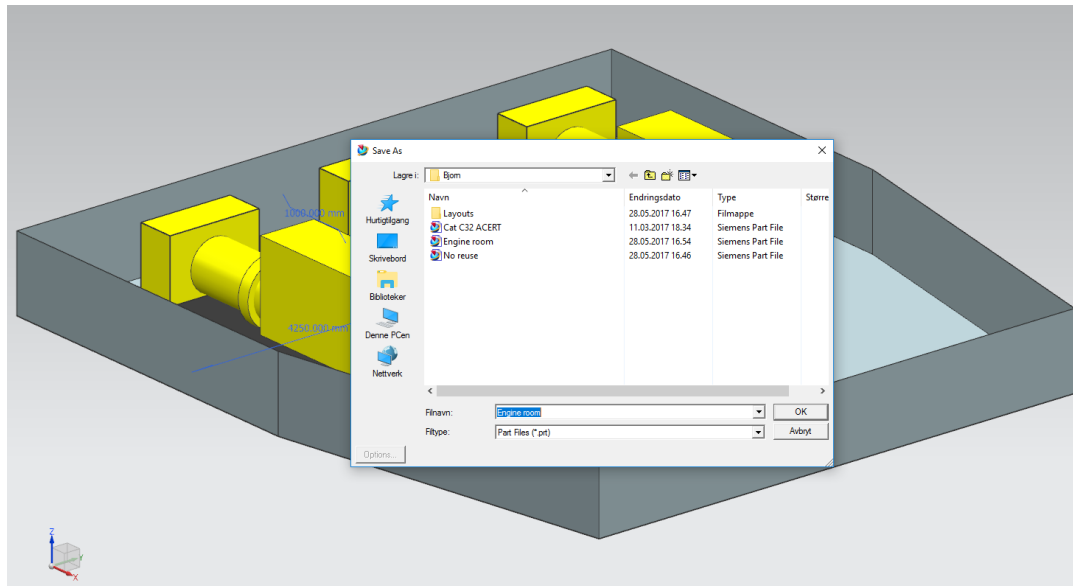 Save As
Lagre i: Bjorn
Navn Endringsdato Type Større
Layouts 28.05.2017 16.47 Filmappe
Cat C32 ACERT 11.03.2017 18.34 Siemens Part File
Engine room 28.05.2017 16.54 Siemens Part File
No reuse 28.05.2017 16.46 Siemens Part File
Hurtigtilgang
Skrivebord
Biblioteker
Denne PCen
Nettverk
Filnavn: Engine room OK
Filtype: Part Files (*.prt) Avbryt
Options...
1000.000 mm
4250.000 mm
Z
Y
X